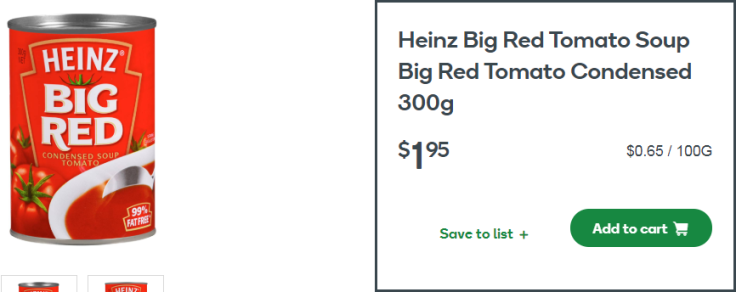 HEINZ
BIG
RED
CONDENSED SOUP
TOMATO
99%
FAT FREE
Heinz Big Red Tomato Soup
Big Red Tomato Condensed
300g
$1.95
$0.65 / 100G
Save to list +
Add to cart
HEINZ